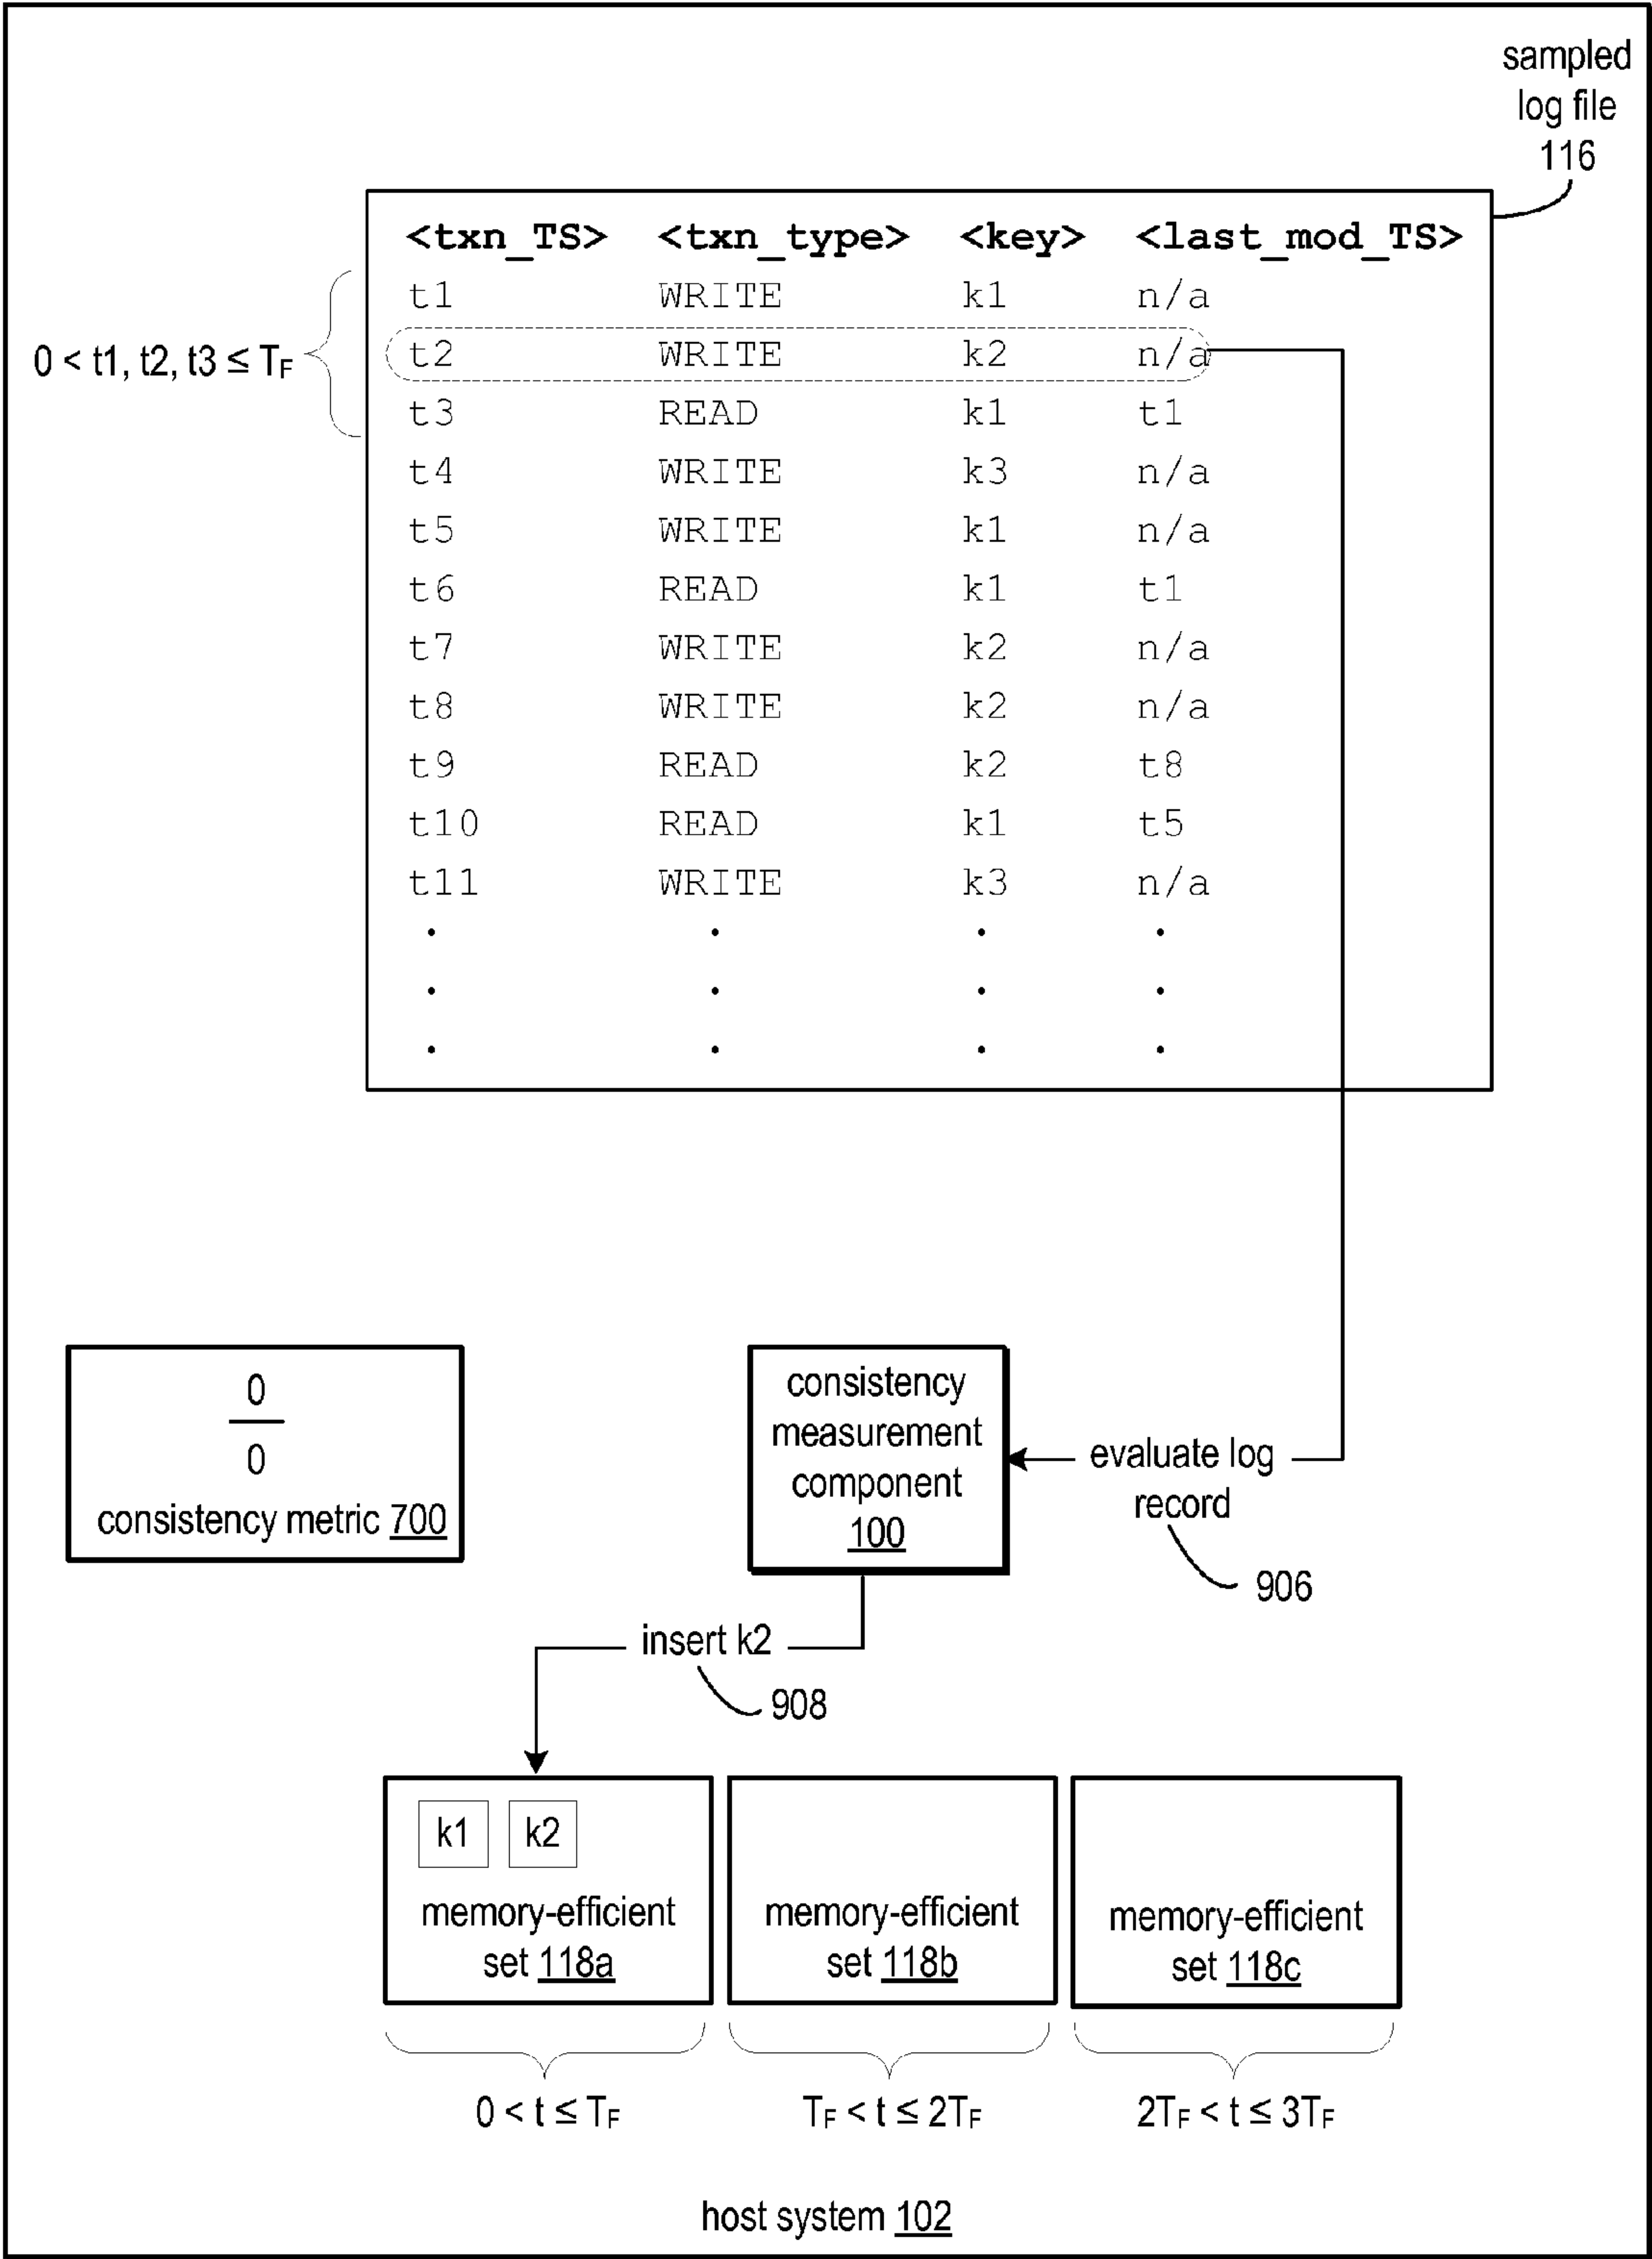 sampled
log file
116
<txn_TS> <txn_type> <key> <last_mod_TS>
t1 WRITE k1 n/a
0 < t1, t2, t3 ≤ TF
t2 WRITE k2 n/a
t3 READ k1 t1
t4 WRITE k3 n/a
t5 WRITE k1 n/a
t6 READ k1 t1
t7 WRITE k2 n/a
t8 WRITE k2 n/a
t9 READ k2 t8
t10 READ k1 t5
t11 WRITE k3 n/a
. . . .
. . . .
. . . .
0
0
consistency metric 700
consistency
measurement
component
100
evaluate log
record
906
insert k2
908
k1 k2
memory-efficient
set 118a
memory-efficient
set 118b
memory-efficient
set 118c
0 < t ≤ TF
TF < t ≤ 2TF
2TF < t ≤ 3TF
host system 102